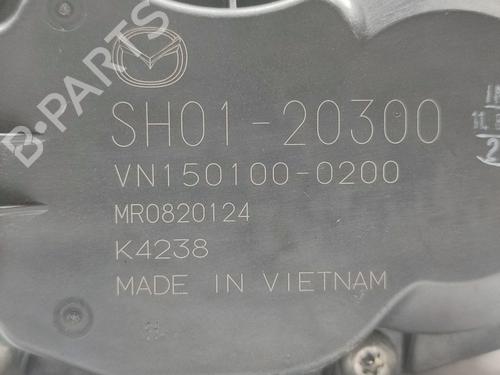 B-PARTS
SH01-20300
VN150100-0200
MR0820124
K4238
MADE IN VIETNAM